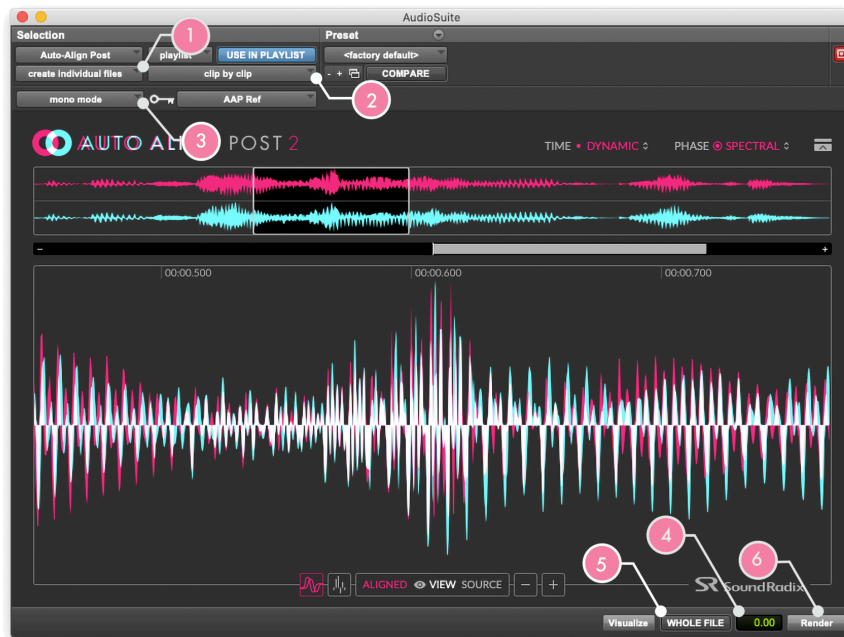 AudioSuite
Selection
Preset
1
Auto-Align Post
playlist
USE IN PLAYLIST
<factory default>
create individual files
clip by clip
- +
COMPARE
2
mono mode
AAP Ref
3
AUTO ALIGN POST 2
TIME • DYNAMIC
PHASE SPECTRAL
- +
00:00.500
00:00.600
00:00.700
4
5
6
ALIGNED VIEW SOURCE
- +
SoundRadix
Visualize
WHOLE FILE
0.00
Render